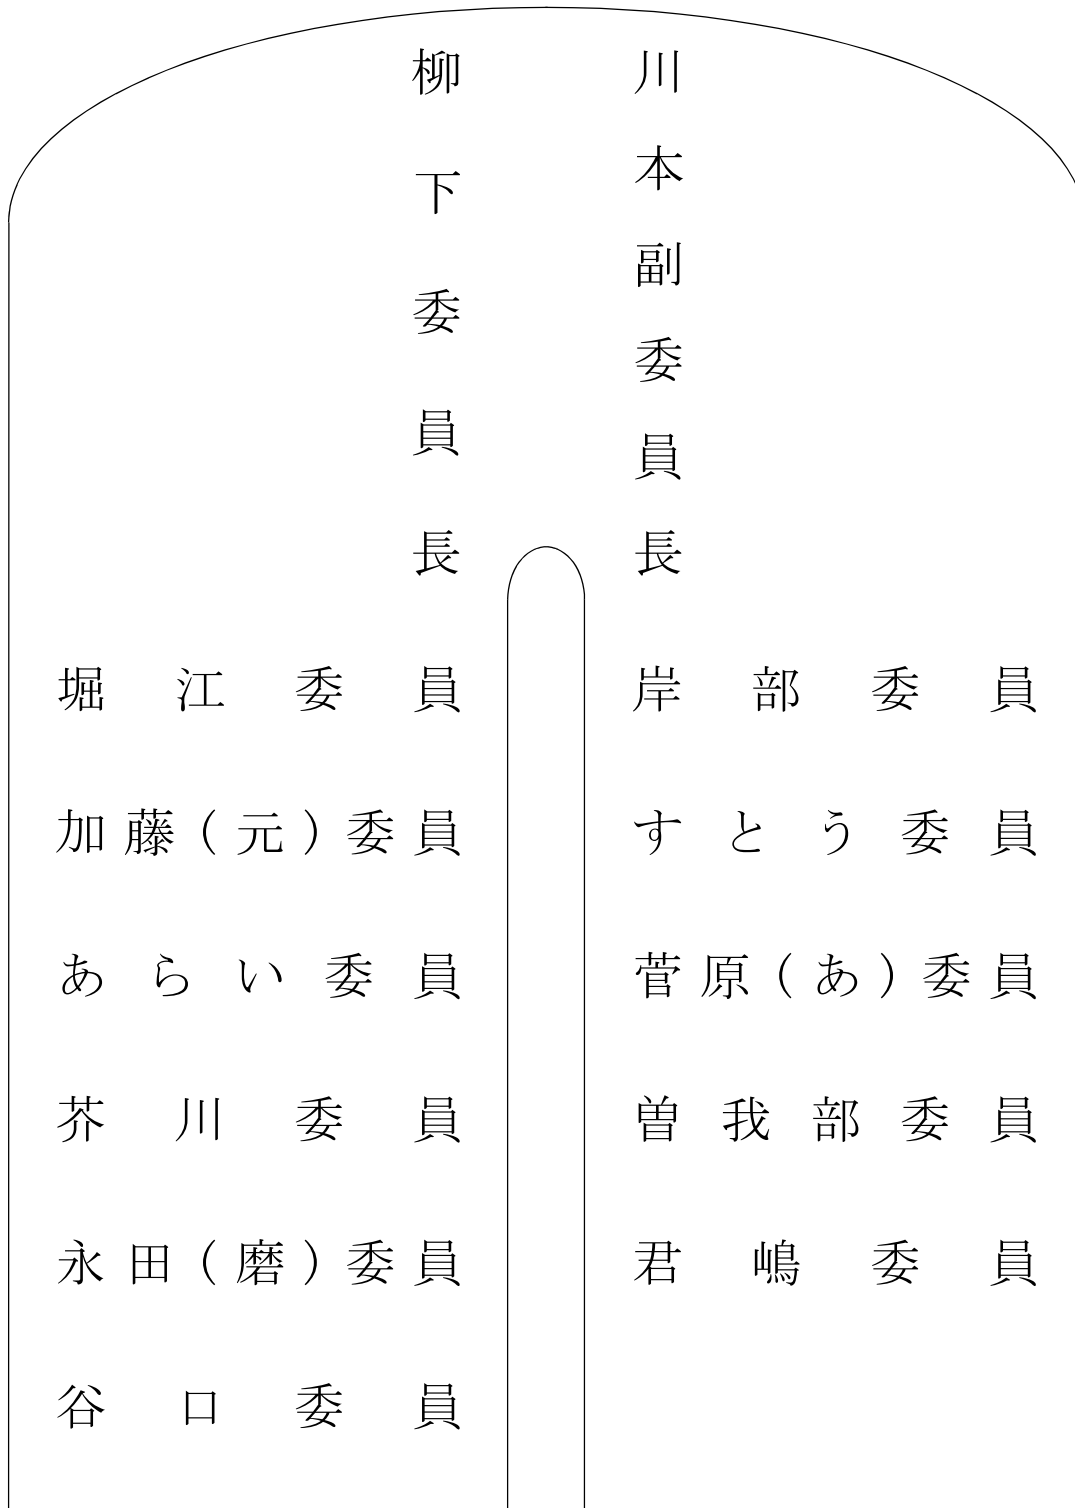 柳下委員長
川本副委員長
堀江委員
岸部委員
加藤(元)委員
すとう委員
あらい委員
菅原(あ)委員
芥川委員
曽我部委員
永田(磨)委員
君嶋委員
谷口委員